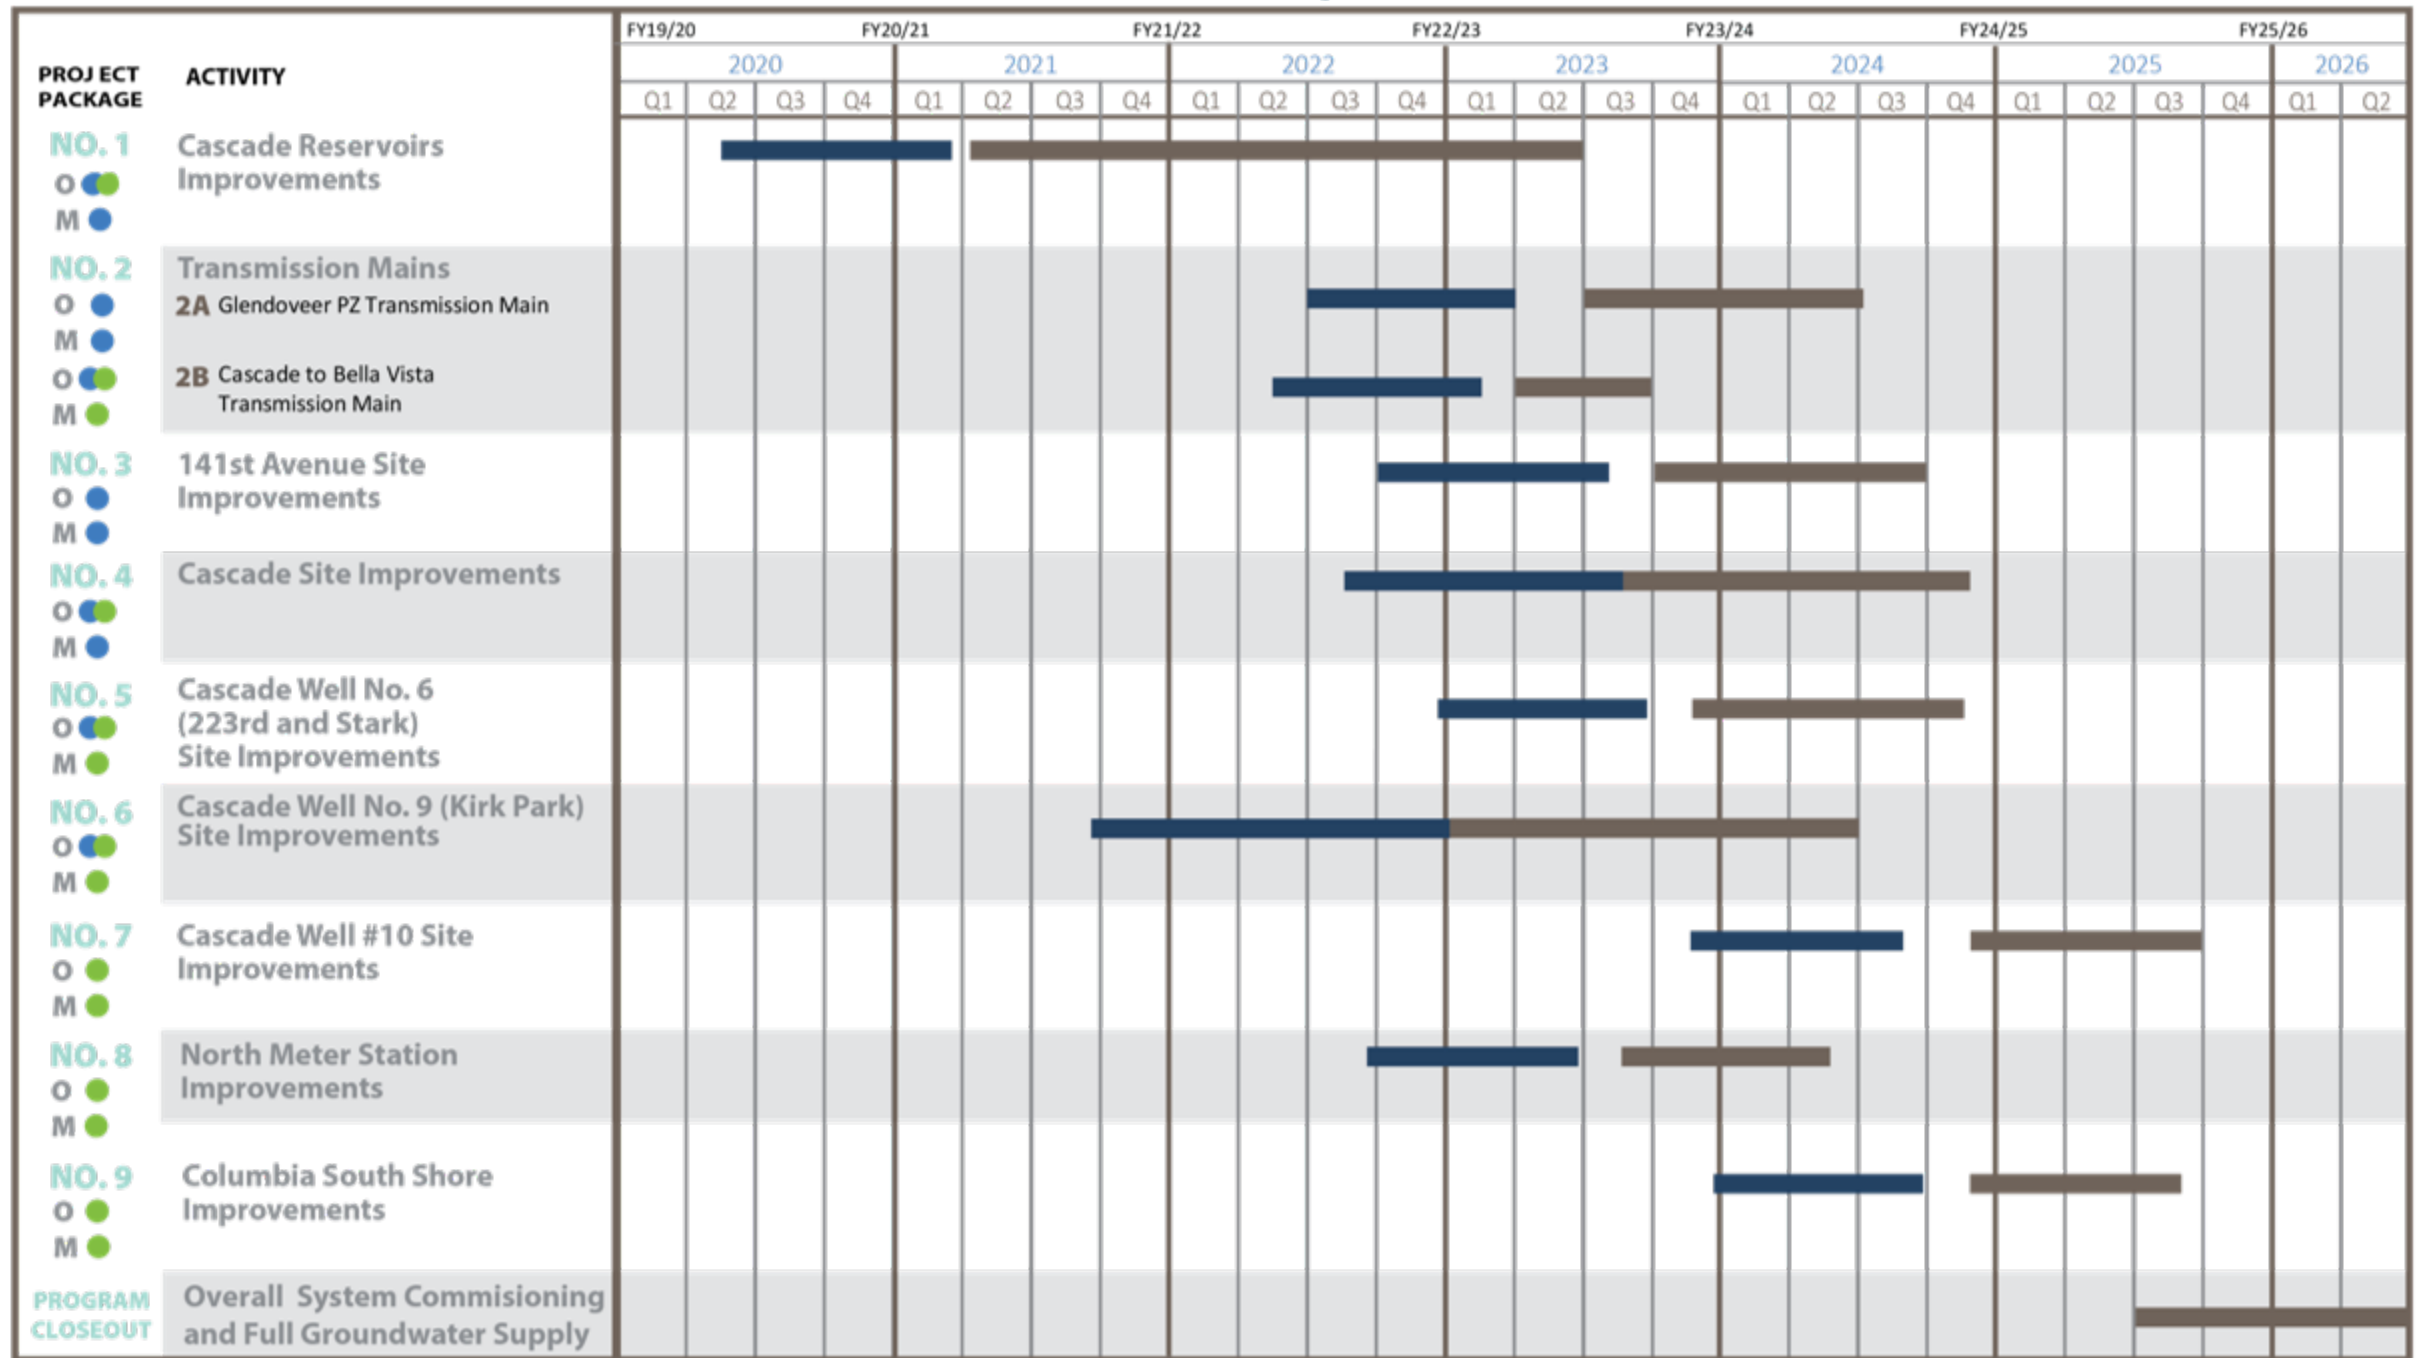 FY19/20 FY20/21 FY21/22 FY22/23 FY23/24 FY24/25 FY25/26
PROJECT PACKAGE
ACTIVITY
2020 2021 2022 2023 2024 2025 2026
Q1 Q2 Q3 Q4 Q1 Q2 Q3 Q4 Q1 Q2 Q3 Q4 Q1 Q2 Q3 Q4 Q1 Q2 Q3 Q4 Q1 Q2 Q3 Q4 Q1 Q2
NO. 1 Cascade Reservoirs
Improvements
O
M
NO. 2 Transmission Mains
O 2A Glendoveer PZ Transmission Main
M
O 2B Cascade to Bella Vista
Transmission Main
M
NO. 3 141st Avenue Site
Improvements
O
M
NO. 4 Cascade Site Improvements
O
M
NO. 5 Cascade Well No. 6
(223rd and Stark)
O
Site Improvements
M
NO. 6 Cascade Well No. 9 (Kirk Park)
Site Improvements
O
M
NO. 7 Cascade Well #10 Site
Improvements
O
M
NO. 8 North Meter Station
Improvements
O
M
NO. 9 Columbia South Shore
Improvements
O
M
PROGRAM CLOSEOUT
Overall System Commisioning
and Full Groundwater Supply